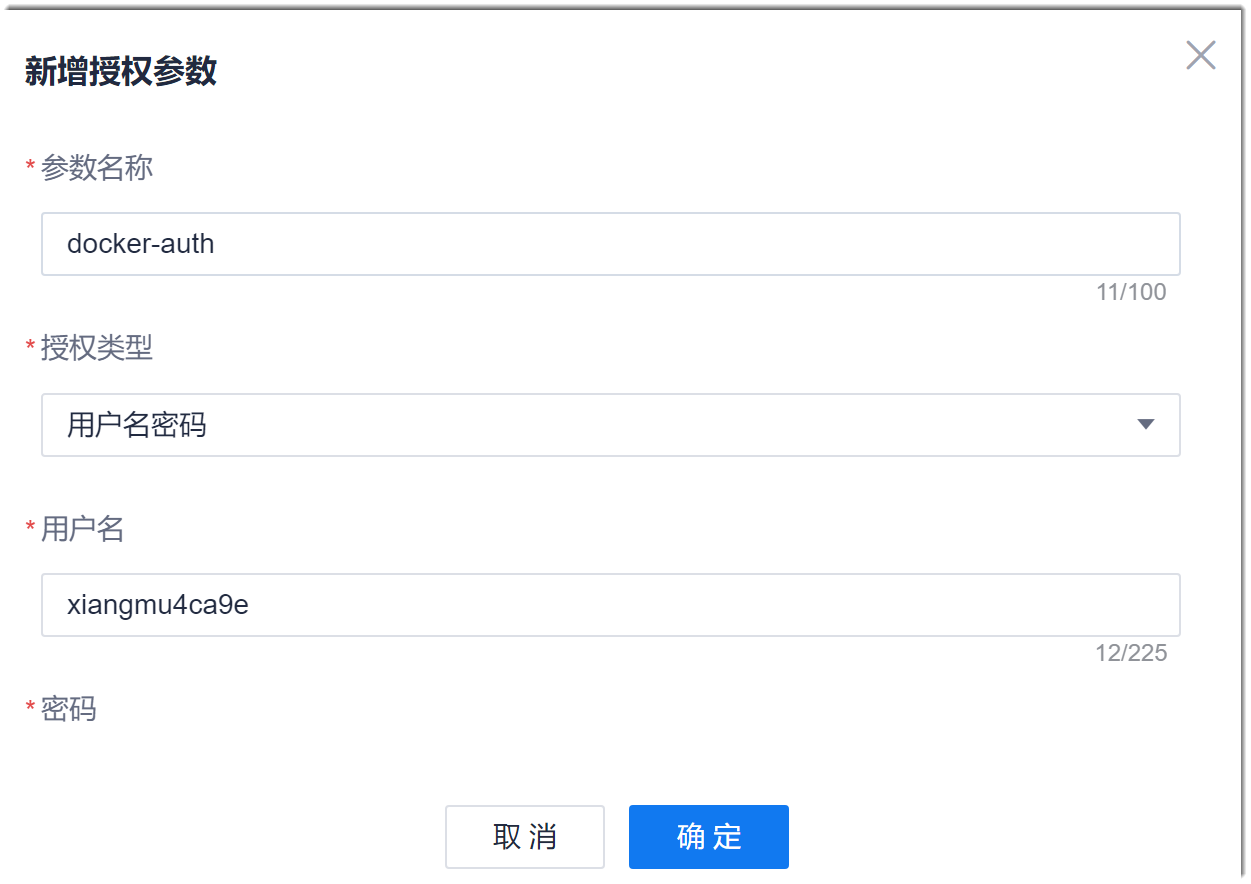 新增授权参数
* 参数名称
docker-auth
11/100
* 授权类型
用户名密码
* 用户名
xiangmu4ca9e
12/225
* 密码
取 消
确 定